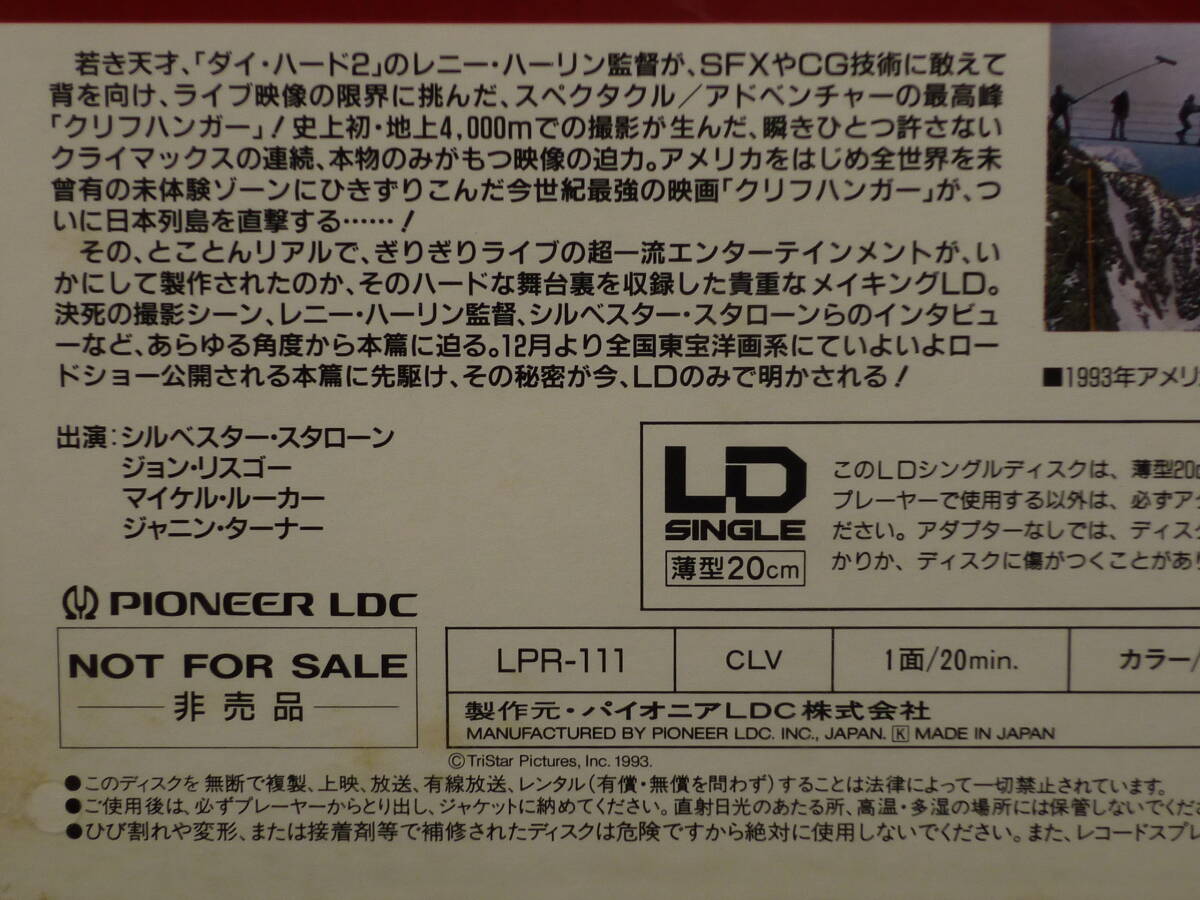 若き天才、「ダイ・ハード2」のレニー・ハーリン監督が、SFXやCG技術に敢えて
背を向け、ライブ映像の限界に挑んだ、スペクタクル/アドベンチャーの最高峰
「クリフハンガー」!史上初・地上4,000mでの撮影が生んだ、瞬きひとつ許さない
クライマックスの連続、本物のみがもつ映像の迫力。アメリカをはじめ全世界を未
曾有の未体験ゾーンにひきずりこんだ今世紀最強の映画「クリフハンガー」が、つ
いに日本列島を直撃する……!
その、とことんリアルで、ぎりぎりライブの超一流エンターテインメントが、い
かにして製作されたのか、そのハードな舞台裏を収録した貴重なメイキングLD。
決死の撮影シーン、レニー・ハーリン監督、シルベスター・スタローンらのインタビュ
ーなど、あらゆる角度から本篇に迫る。12月より全国東宝洋画系にていよいよロー
ドショー公開される本篇に先駆け、その秘密が今、LDのみで明かされる!
■1993年アメリ
出演:シルベスター・スタローン
ジョン・リスゴー
マイケル・ルーカー
ジャニン・ターナー
LD
SINGLE
薄型20cm
このLDシングルディスクは、薄型20c
プレーヤーで使用する以外は、必ずアダ
ださい。アダプターなしでは、ディスク
かりか、ディスクに傷がつくことがあり
PIONEER LDC
NOT FOR SALE
非売品
LPR-111 CLV 1面/20min. カラー/
製作元・パイオニアLDC株式会社
MANUFACTURED BY PIONEER LDC. INC., JAPAN. K MADE IN JAPAN
©TriStar Pictures, Inc. 1993.
●このディスクを無断で複製、上映、放送、有線放送、レンタル(有償・無償を問わず)することは法律によって一切禁止されています。
●ご使用後は、必ずプレーヤーからとり出し、ジャケットに納めてください。直射日光のあたる所、高温・多湿の場所には保管しないでくださ
●ひび割れや変形、または接着剤等で補修されたディスクは危険ですから絶対に使用しないでください。また、レコードスプレ